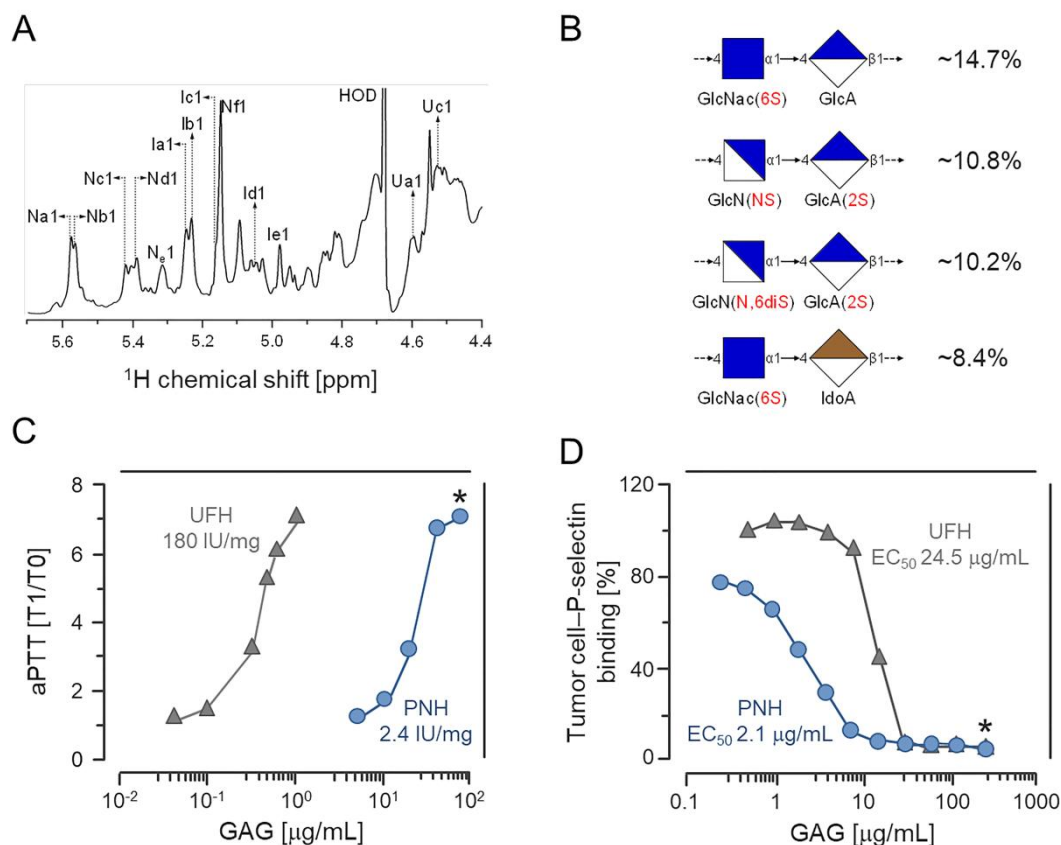 A
Ic1
Nf1
HOD
Uc1
Ib1
Ia1
Nc1
Nd1
Id1
Ua1
Na1
Nb1
Ne1
Ie1
5.6
5.4
5.2
5.0
4.8
4.6
4.4
¹H chemical shift [ppm]
B
4 α1 4 β1 ~14.7%
GlcNac(6S) GlcA
4 α1 4 β1 ~10.8%
GlcN(NS) GlcA(2S)
4 α1 4 β1 ~10.2%
GlcN(N,6diS) GlcA(2S)
4 α1 4 β1 ~8.4%
GlcNac(6S) IdoA
C
aPTT [T1/T0]
8
6
4
2
0
UFH
180 IU/mg
*
PNH
2.4 IU/mg
10⁻² 10⁻¹ 10⁰ 10¹ 10²
GAG [µg/mL]
D
Tumor cell–P-selectin
binding [%]
120
80
40
0
UFH
EC₅₀ 24.5 µg/mL
PNH
EC₅₀ 2.1 µg/mL
*
0.1 1 10 100 1000
GAG [µg/mL]